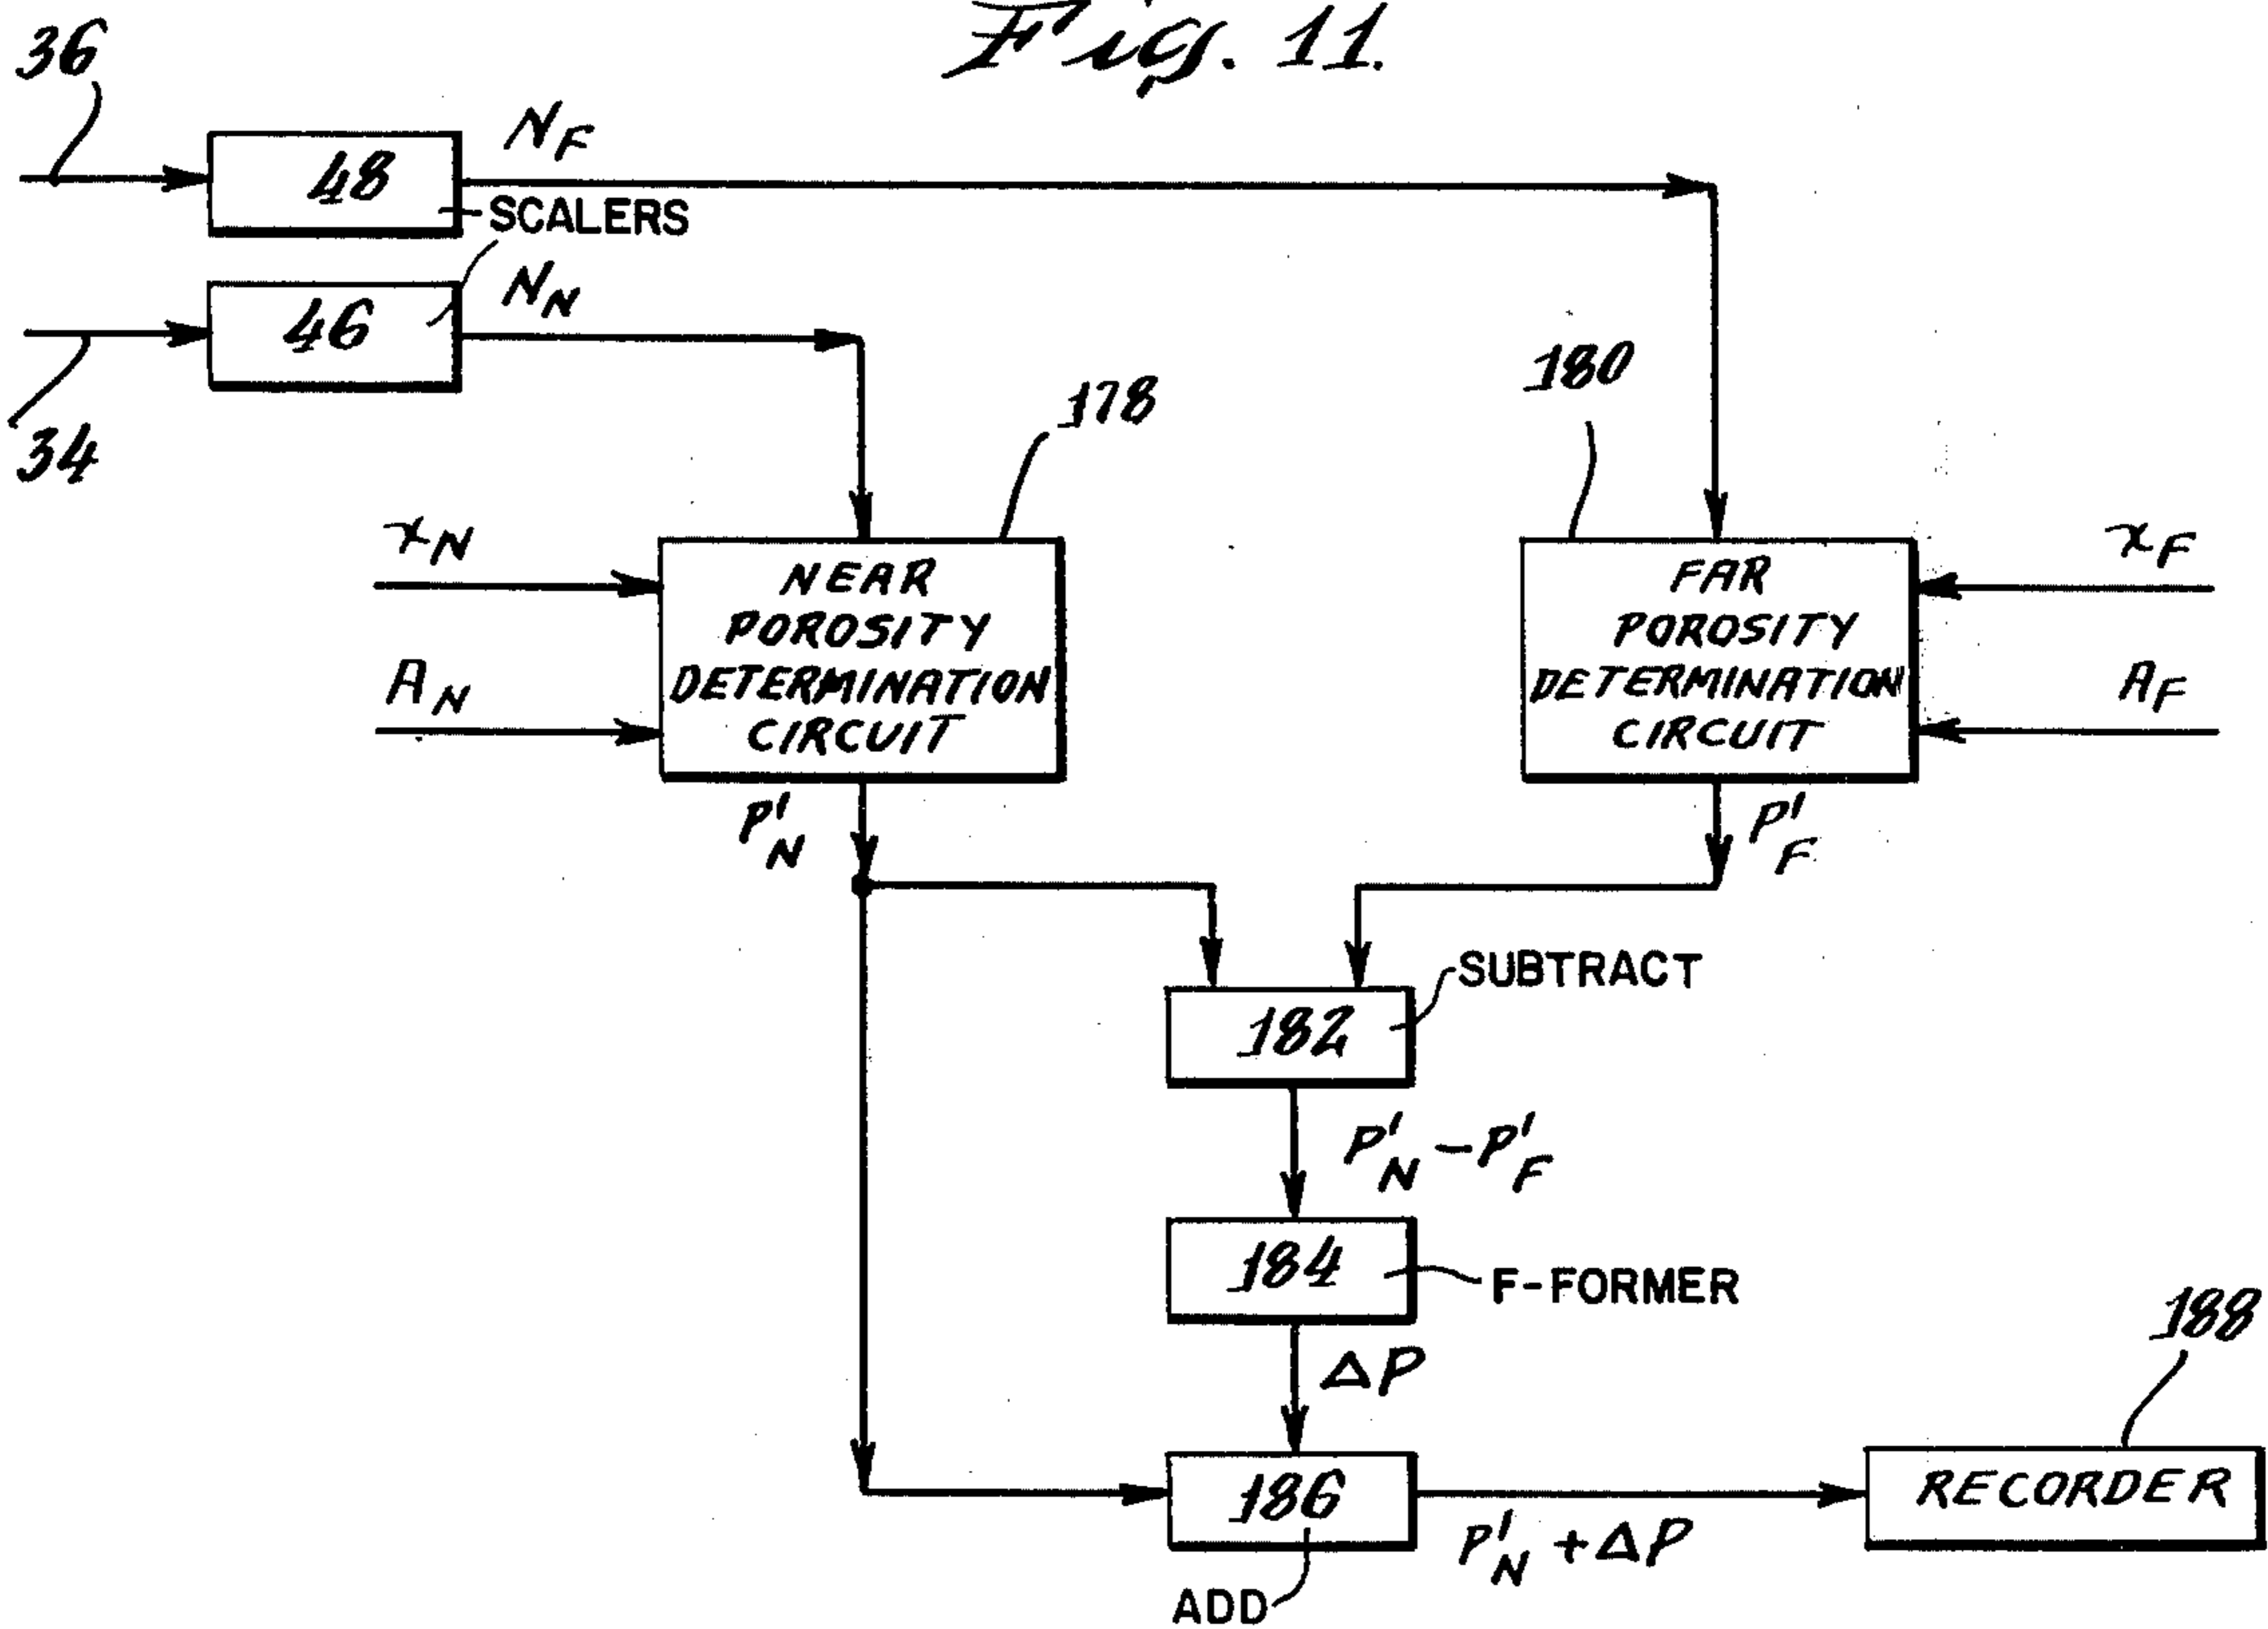 Fig. 11.
36
48
N_F
SCALERS
46
N_N
34
178
180
x_N
A_N
NEAR
POROSITY
DETERMINATION
CIRCUIT
FAR
POROSITY
DETERMINATION
CIRCUIT
x_F
A_F
P'_N
P'_F
182
SUBTRACT
P'_N - P'_F
184
F-FORMER
ΔP
186
ADD
P'_N + ΔP
188
RECORDER